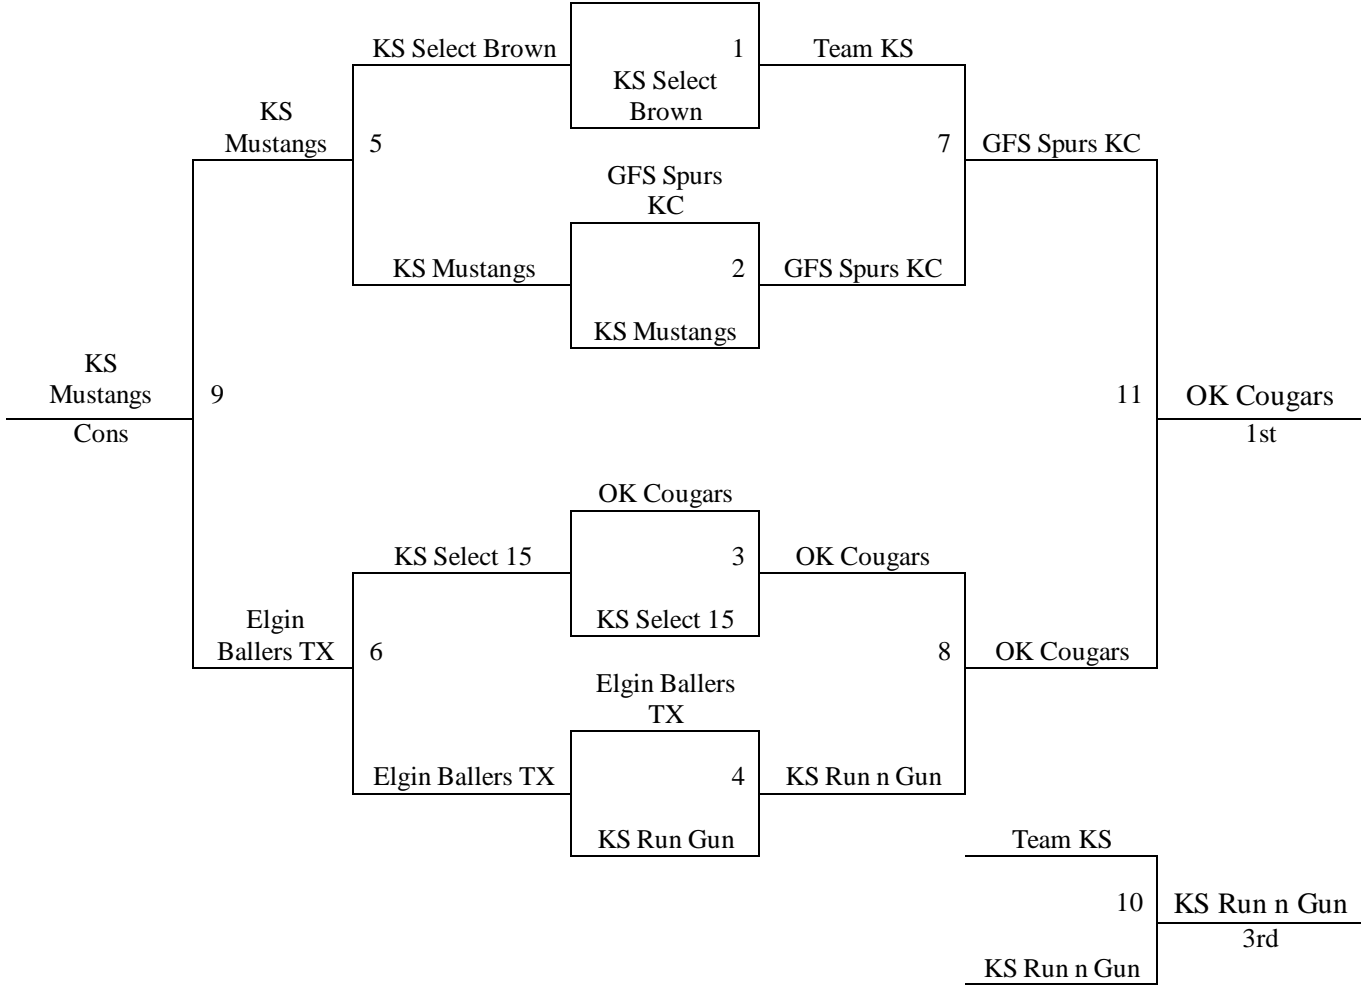 KS Select Brown
1
Team KS
KS Select
Brown
KS
Mustangs
5
7
GFS Spurs KC
GFS Spurs
KC
KS Mustangs
2
GFS Spurs KC
KS Mustangs
KS
Mustangs
9
11
OK Cougars
Cons
1st
OK Cougars
KS Select 15
3
OK Cougars
KS Select 15
Elgin
Ballers TX
6
8
OK Cougars
Elgin Ballers
TX
Elgin Ballers TX
4
KS Run n Gun
KS Run Gun
Team KS
10
KS Run n Gun
3rd
KS Run n Gun